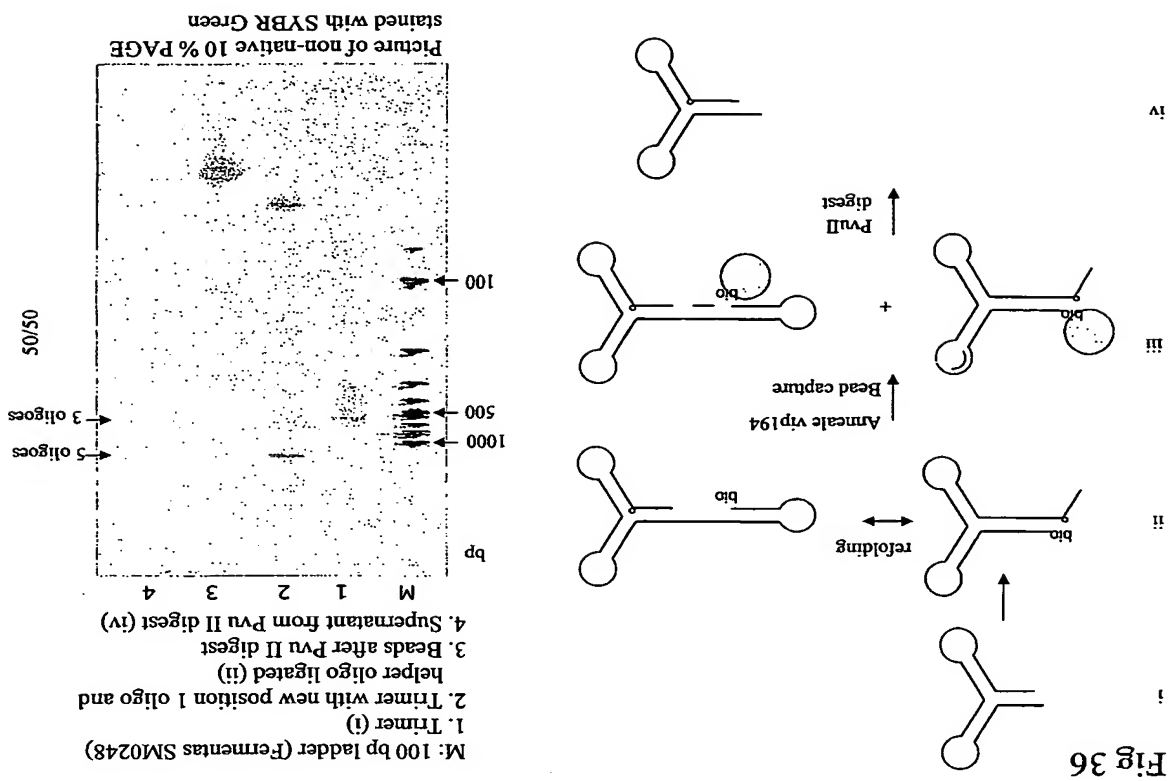 Fig 36
i
ii
bio
refolding
bio
Anneale vip194
Bead capture
iii
bio
+
bio
PvuII
digest
iv
M: 100 bp ladder (Fermentas SM0248)
1. Trimer (i)
2. Trimer with new position 1 oligo and
helper oligo ligated (ii)
3. Beads after Pvu II digest
4. Supernatant from Pvu II digest (iv)
M 1 2 3 4
bp
1000
500
100
5 oligoes
3 oligoes
Picture of non-native 10 % PAGE
stained with SYBR Green
50/50